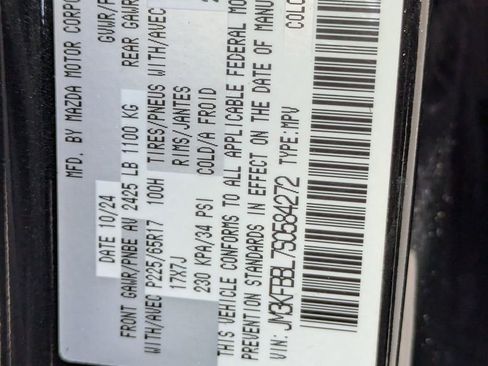 MFD. BY MAZDA MOTOR CORPO
DATE 10/24 GVWR/P
FRONT GAWR/PNBE AV 2425 LB 1100 KG REAR GAWR
WITH/AVEC P225/65R17 100H TIRES/PNEUS WITH/AVEC
17X7J RIMS/JANTES
230 KPA/34 PSI COLD/A FROID
THIS VEHICLE CONFORMS TO ALL APPLICABLE FEDERAL MO
PREVENTION STANDARDS IN EFFECT ON THE DATE OF MANU
VIN: JM3KFBBL7S0584272 TYPE: MPV COLO